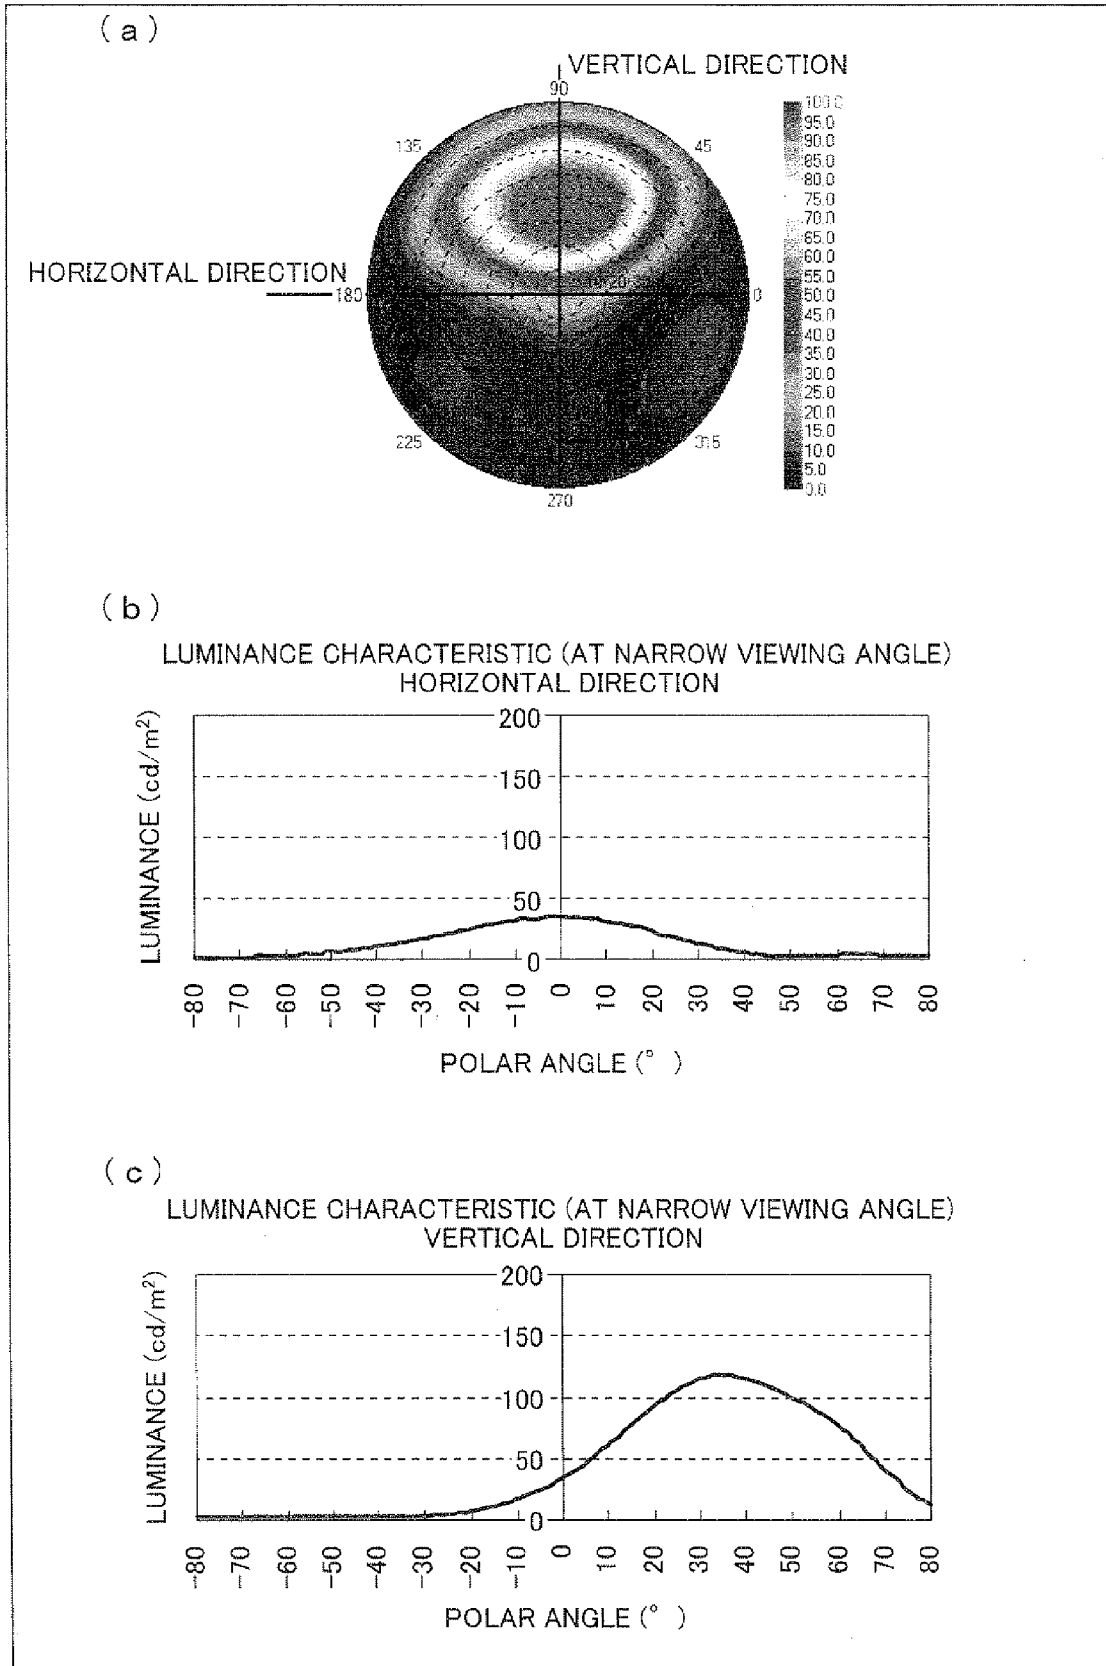 (a)
VERTICAL DIRECTION
90
135
45
HORIZONTAL DIRECTION
180
20
0
225
315
270
100.0
95.0
90.0
85.0
80.0
75.0
70.0
65.0
60.0
55.0
50.0
45.0
40.0
35.0
30.0
25.0
20.0
15.0
10.0
5.0
0.0
(b)
LUMINANCE CHARACTERISTIC (AT NARROW VIEWING ANGLE)
HORIZONTAL DIRECTION
LUMINANCE (cd/m²)
200
150
100
50
0
-80 -70 -60 -50 -40 -30 -20 -10 0 10 20 30 40 50 60 70 80
POLAR ANGLE (° )
(c)
LUMINANCE CHARACTERISTIC (AT NARROW VIEWING ANGLE)
VERTICAL DIRECTION
LUMINANCE (cd/m²)
200
150
100
50
0
-80 -70 -60 -50 -40 -30 -20 -10 0 10 20 30 40 50 60 70 80
POLAR ANGLE (° )